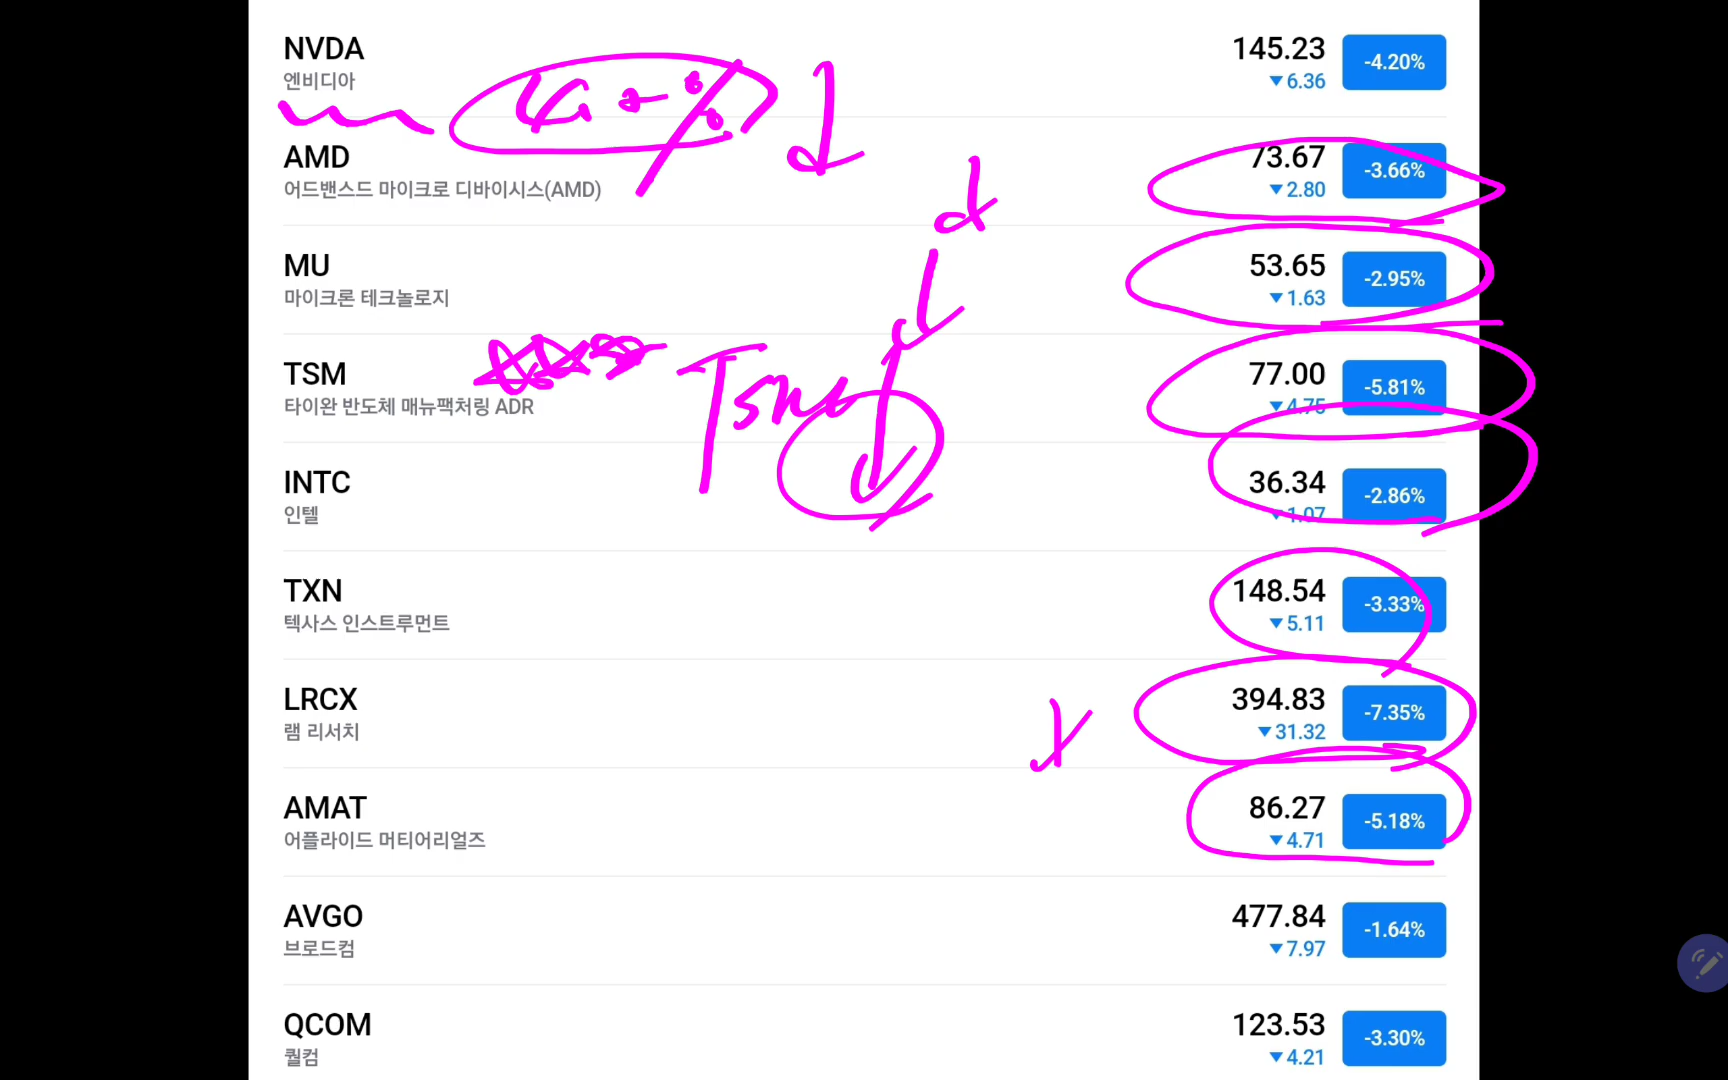 NVDA 145.23 -4.20%
엔비디아 ▼6.36
AMD 73.67 -3.66%
어드밴스드 마이크로 디바이시스(AMD) ▼2.80
MU 53.65 -2.95%
마이크론 테크놀로지 ▼1.63
TSM 77.00 -5.81%
타이완 반도체 매뉴팩처링 ADR ▼4.75
INTC 36.34 -2.86%
인텔 ▼1.07
TXN 148.54 -3.33%
텍사스 인스트루먼트 ▼5.11
LRCX 394.83 -7.35%
램 리서치 ▼31.32
AMAT 86.27 -5.18%
어플라이드 머티어리얼즈 ▼4.71
AVGO 477.84 -1.64%
브로드컴 ▼7.97
QCOM 123.53 -3.30%
퀄컴 ▼4.21